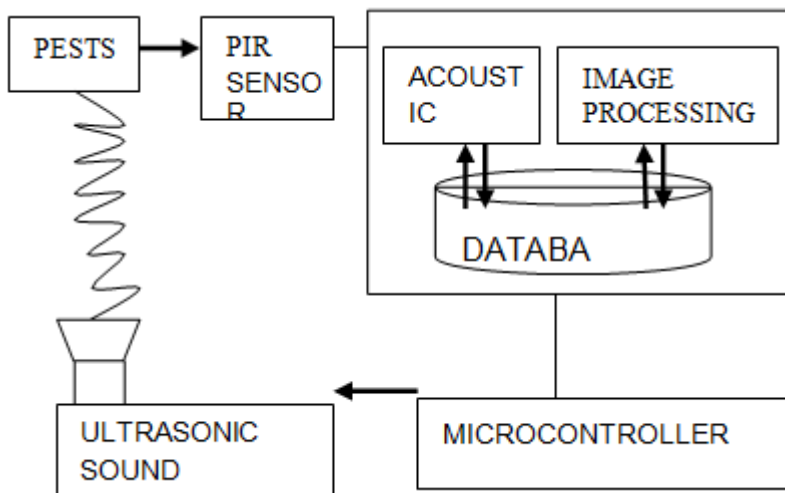 PESTS
PIR
SENSO
R
ACOUST
IC
IMAGE
PROCESSING
DATABA
ULTRASONIC
SOUND
MICROCONTROLLER